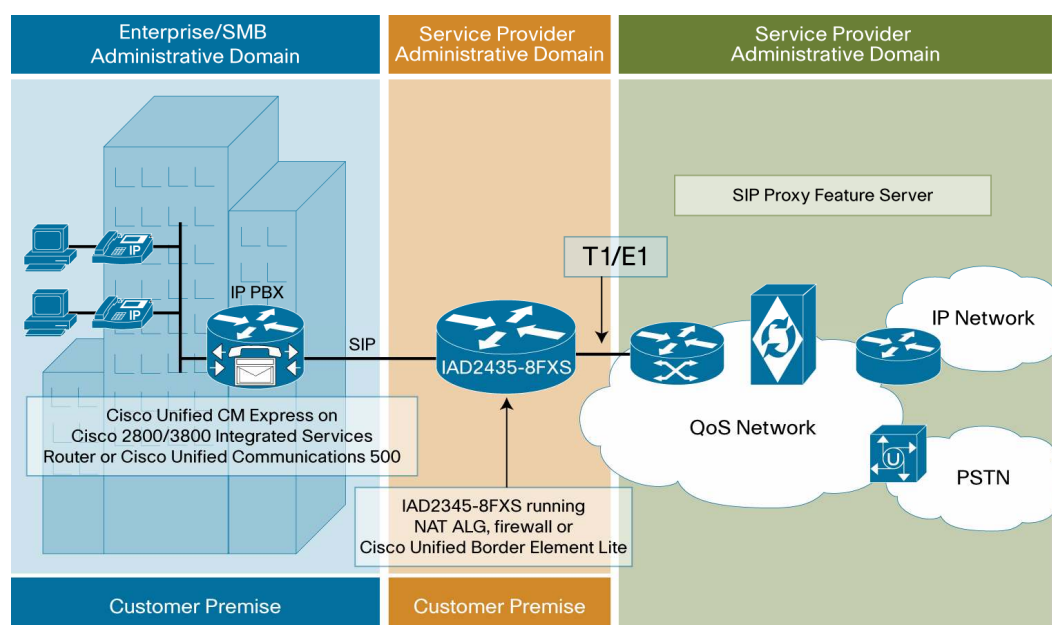 Enterprise/SMB
Administrative Domain
Service Provider
Administrative Domain
Service Provider
Administrative Domain
SIP Proxy Feature Server
T1/E1
IP
IP
IP PBX
SIP
IAD2435-8FXS
IP Network
QoS Network
U
PSTN
Cisco Unified CM Express on
Cisco 2800/3800 Integrated Services
Router or Cisco Unified Communications 500
IAD2345-8FXS running
NAT ALG, firewall or
Cisco Unified Border Element Lite
Customer Premise
Customer Premise